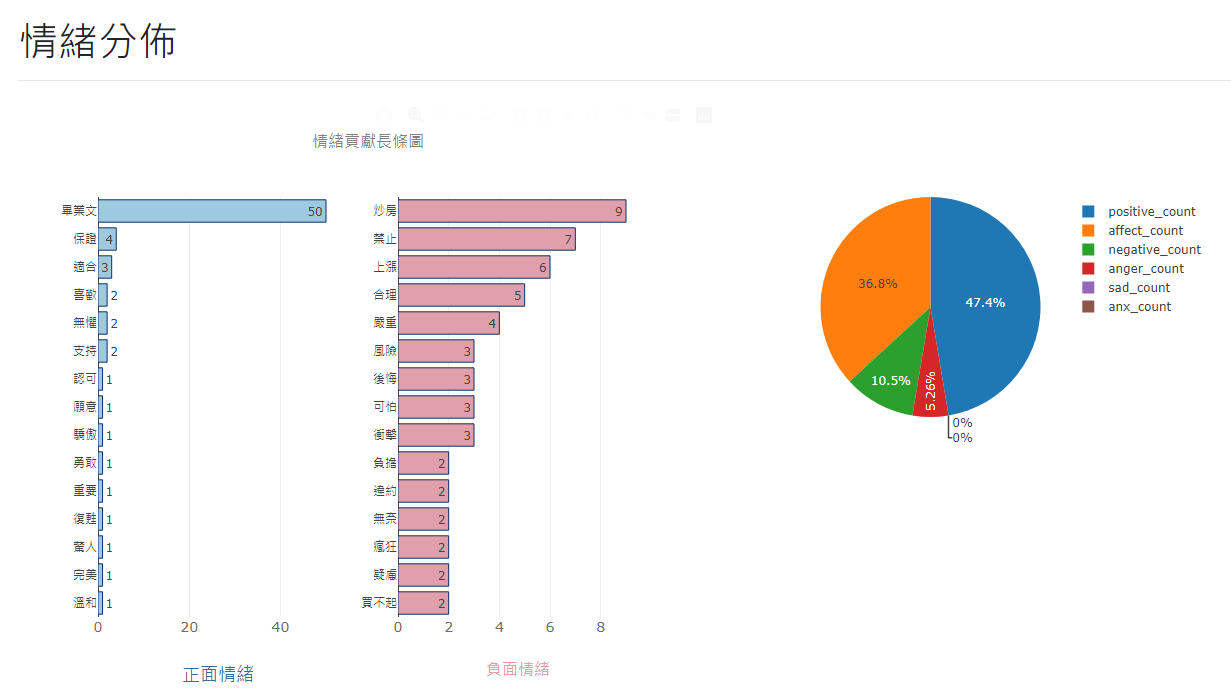 情緒分佈
情緒貢獻長條圖
畢業文 50
保證 4
適合 3
喜歡 2
無懼 2
支持 2
認可 1
願意 1
驕傲 1
勇敢 1
重要 1
復甦 1
驚人 1
完美 1
溫和 1
0 20 40
正面情緒
炒房 9
禁止 7
上漲 6
合理 5
嚴重 4
風險 3
後悔 3
可怕 3
衝擊 3
負擔 2
違約 2
無奈 2
瘋狂 2
疑慮 2
買不起 2
0 2 4 6 8
負面情緒
47.4%
36.8%
10.5%
5.26%
0%
0%
positive_count
affect_count
negative_count
anger_count
sad_count
anx_count